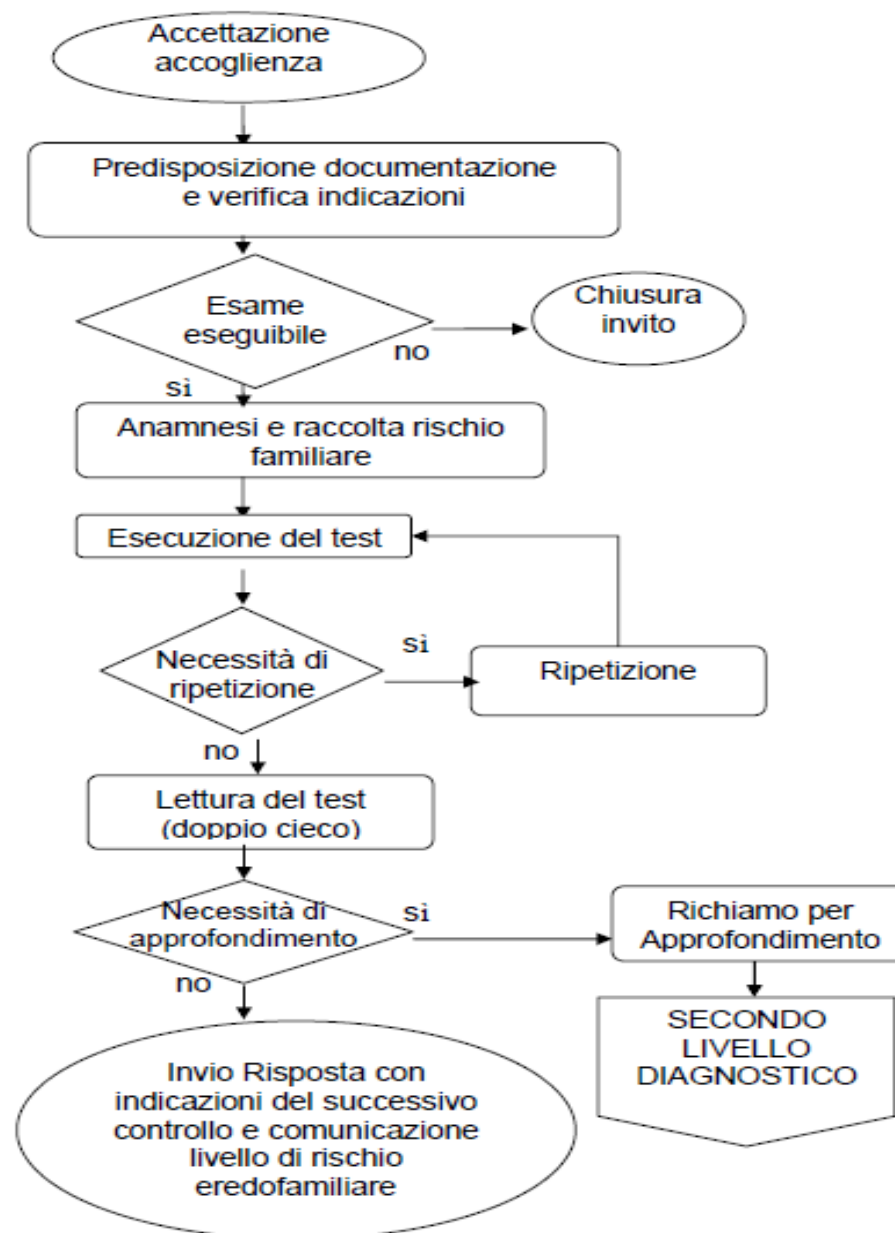 Accettazione
accoglienza
Predisposizione documentazione
e verifica indicazioni
Esame
eseguibile
Chiusura
invito
no
sì
Anamnesi e raccolta rischio
familiare
Esecuzione del test
Necessità di
ripetizione
sì
Ripetizione
no
Lettura del test
(doppio cieco)
Necessità di
approfondimento
sì
Richiamo per
Approfondimento
no
SECONDO
LIVELLO
DIAGNOSTICO
Invio Risposta con
indicazioni del successivo
controllo e comunicazione
livello di rischio
eredofamiliare